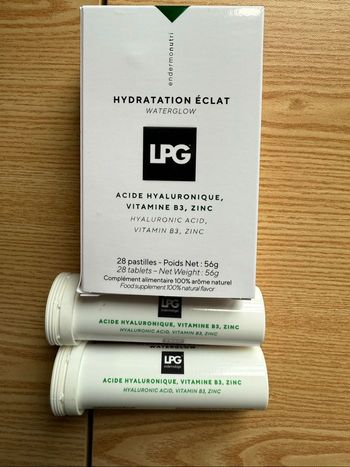 endermonutri
HYDRATATION ÉCLAT
WATERGLOW
LPG
ACIDE HYALURONIQUE,
VITAMINE B3, ZINC
HYALURONIC ACID,
VITAMIN B3, ZINC
28 pastilles - Poids Net : 56g
28 tablets - Net Weight : 56g
Complément alimentaire 100% arôme naturel
Food supplement 100% natural flavor
LPG
ACIDE HYALURONIQUE, VITAMINE B3, ZINC
HYALURONIC ACID, VITAMIN B3, ZINC
WATERGLOW
LPG
ACIDE HYALURONIQUE, VITAMINE B3, ZINC
HYALURONIC ACID, VITAMIN B3, ZINC